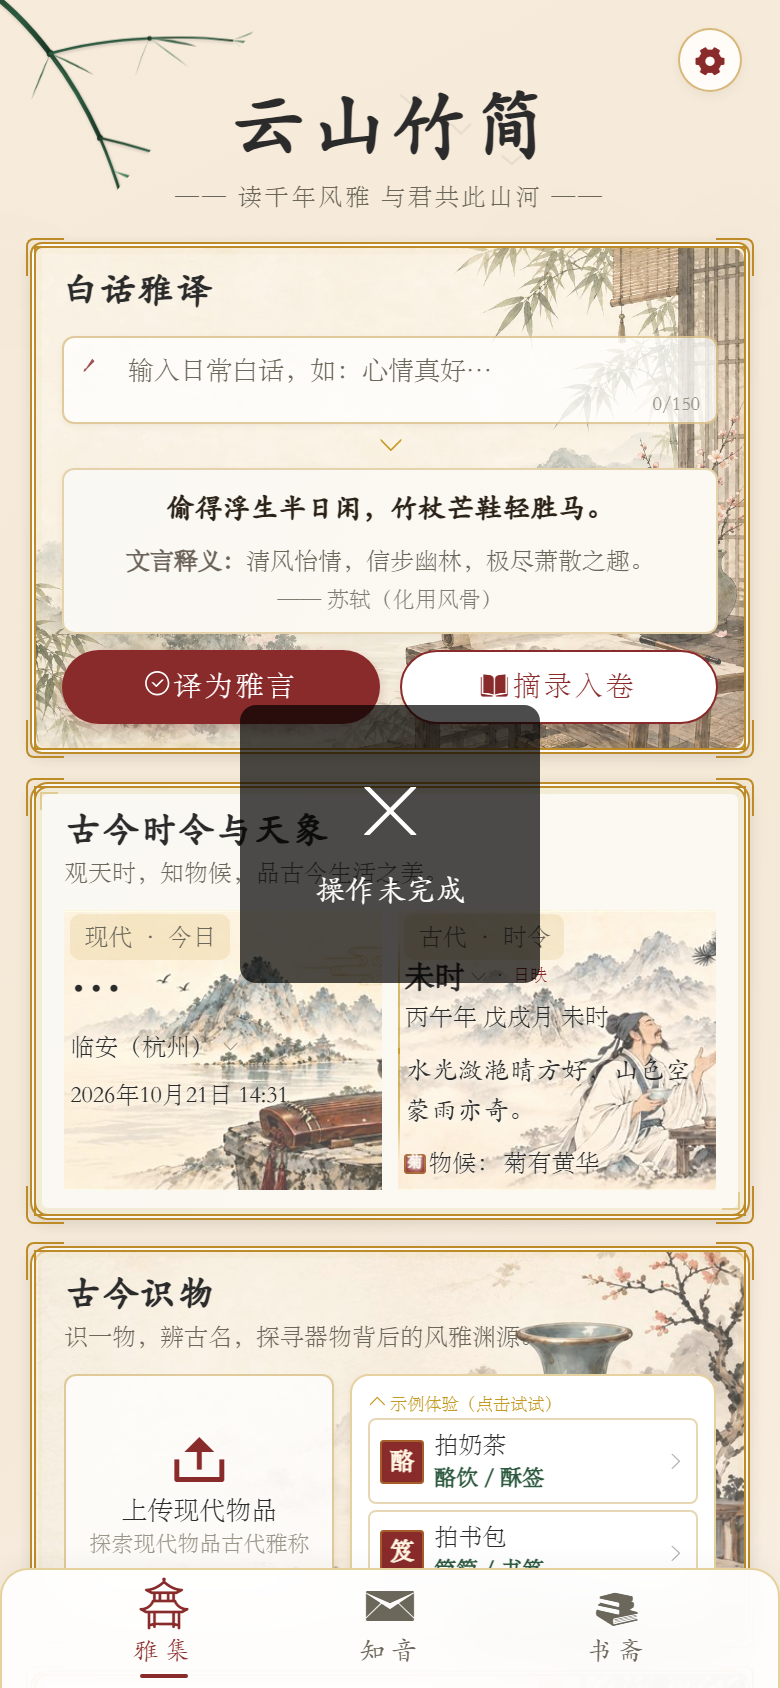 云山竹简
—— 读千年风雅 与君共此山河 ——
白话雅译
输入日常白话，如：心情真好…
0/150
偷得浮生半日闲，竹杖芒鞋轻胜马。
文言释义：清风怡情，信步幽林，极尽萧散之趣。
—— 苏轼（化用风骨）
译为雅言
摘录入卷
操作未完成
古今时令与天象
观天时，知物候，品古今生活之美。
现代 · 今日
...
临安（杭州）
2026年10月21日 14:31
古代 · 时令
未时 · 日昳
丙午年 戊戌月 未时
水光潋滟晴方好，山色空
蒙雨亦奇。
菊 物候： 菊有黄华
古今识物
识一物，辨古名，探寻器物背后的风雅渊源。
上传现代物品
探索现代物品古代雅称
示例体验（点击试试）
酪
拍奶茶
酪饮 / 酥签
笈
拍书包
雅集
知音
书斋